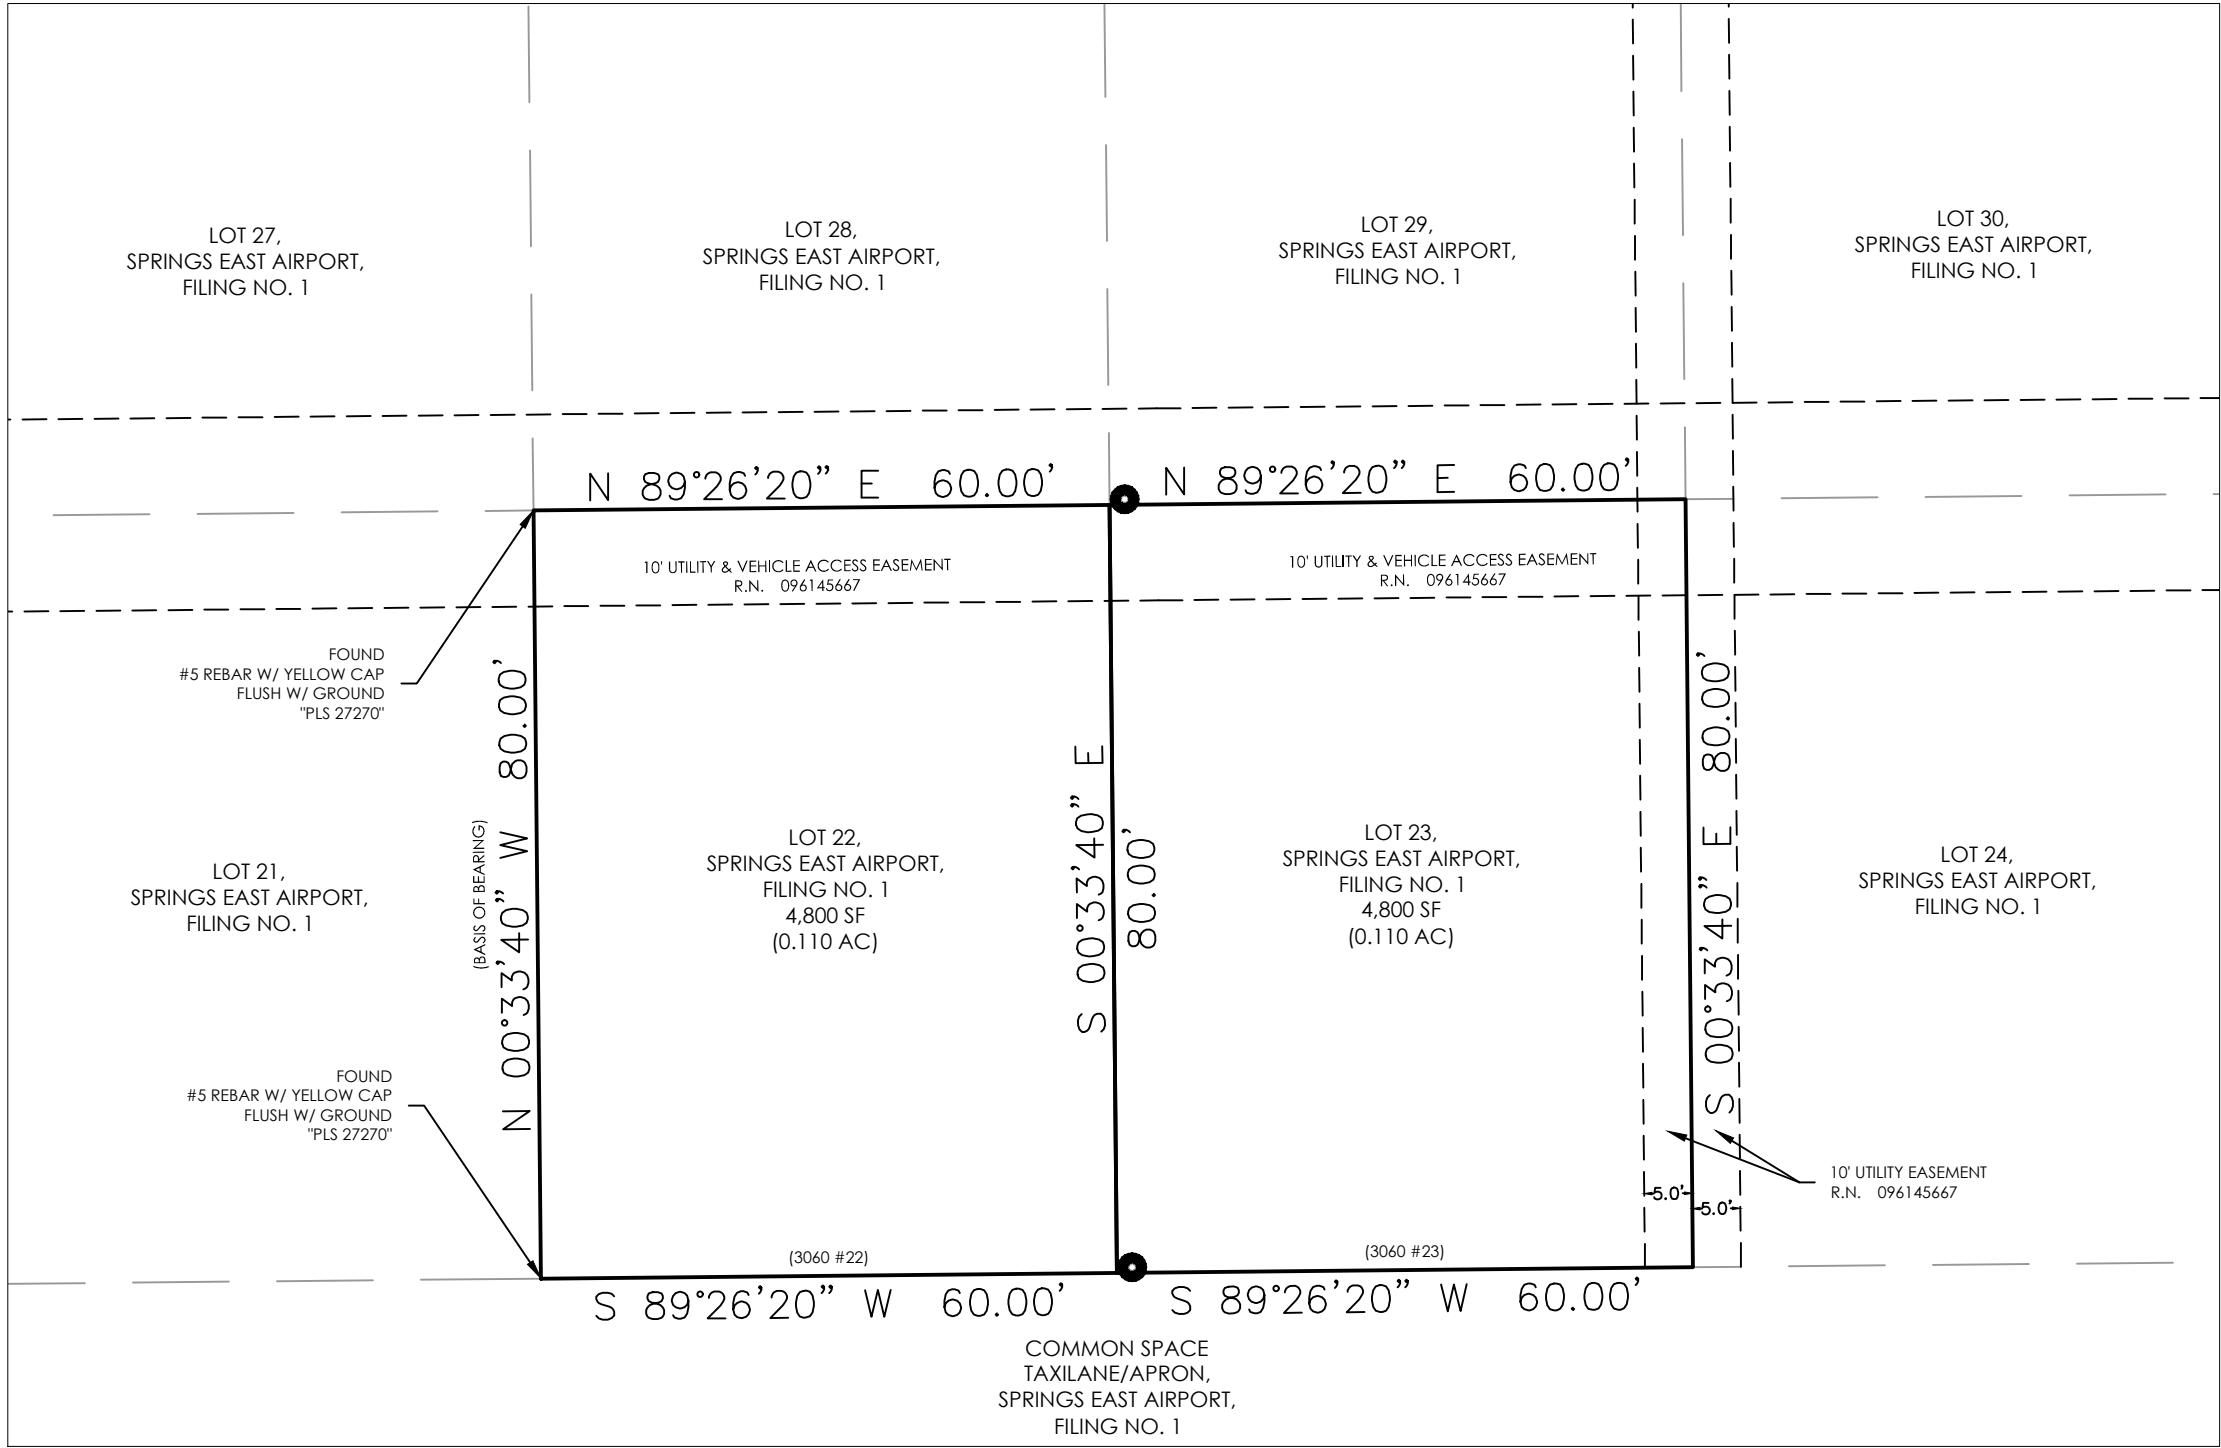 LOT 27,
SPRINGS EAST AIRPORT,
FILING NO. 1
LOT 28,
SPRINGS EAST AIRPORT,
FILING NO. 1
LOT 29,
SPRINGS EAST AIRPORT,
FILING NO. 1
LOT 30,
SPRINGS EAST AIRPORT,
FILING NO. 1
N 89°26'20" E 60.00'
N 89°26'20" E 60.00'
10' UTILITY & VEHICLE ACCESS EASEMENT
R.N. 096145667
10' UTILITY & VEHICLE ACCESS EASEMENT
R.N. 096145667
FOUND
#5 REBAR W/ YELLOW CAP
FLUSH W/ GROUND
"PLS 27270"
N 00°33'40" W 80.00'
(BASIS OF BEARING)
S 00°33'40" E
80.00'
S 00°33'40" E 80.00'
LOT 21,
SPRINGS EAST AIRPORT,
FILING NO. 1
LOT 22,
SPRINGS EAST AIRPORT,
FILING NO. 1
4,800 SF
(0.110 AC)
LOT 23,
SPRINGS EAST AIRPORT,
FILING NO. 1
4,800 SF
(0.110 AC)
LOT 24,
SPRINGS EAST AIRPORT,
FILING NO. 1
FOUND
#5 REBAR W/ YELLOW CAP
FLUSH W/ GROUND
"PLS 27270"
10' UTILITY EASEMENT
R.N. 096145667
5.0'
5.0'
(3060 #22)
(3060 #23)
S 89°26'20" W 60.00'
S 89°26'20" W 60.00'
COMMON SPACE
TAXILANE/APRON,
SPRINGS EAST AIRPORT,
FILING NO. 1